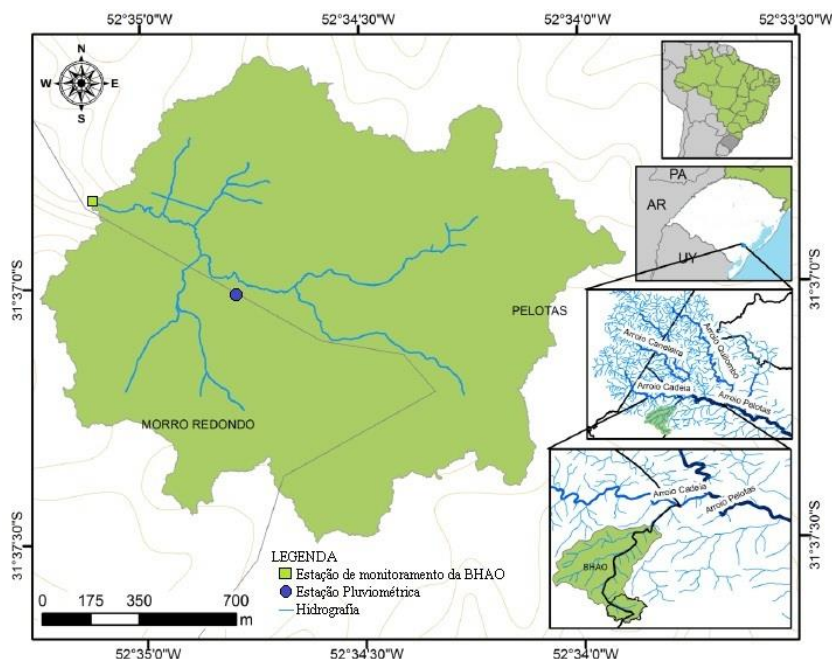 52°35'0"W
52°34'30"W
52°34'0"W
52°33'30"W
N
W
E
S
PA
AR
UY
31°37'0"S
31°37'0"S
PELOTAS
MORRO REDONDO
Arroio Quilombo
Arroio Caneleira
Arroio Cadeia
Arroio Pelotas
Arroio Cadeia
Arroio Pelotas
BHAO
31°37'30"S
31°37'30"S
LEGENDA
Estação de monitoramento da BHAO
Estação Pluviométrica
Hidrografia
0 175 350 700
m
52°35'0"W
52°34'30"W
52°34'0"W